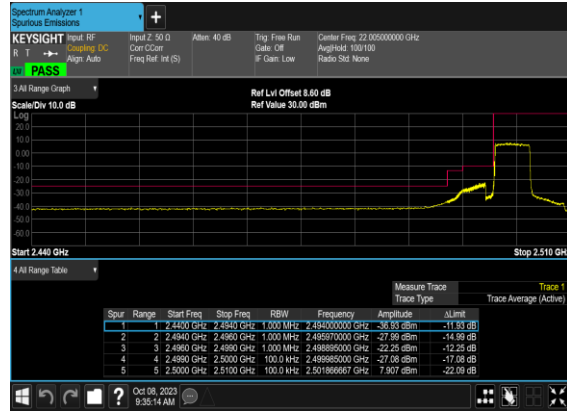 Spectrum Analyzer 1
Spurious Emissions
+
KEYSIGHT Input: RF Input Z: 50 Ω Atten: 40 dB Trig: Free Run Center Freq: 22.005000000 GHz
R T Coupling: DC Corr CCorr Gate: Off Avg|Hold: 100/100
Align: Auto Freq Ref: Int (S) IF Gain: Low Radio Std: None
PASS
3 All Range Graph
Ref Lvl Offset 8.60 dB
Scale/Div 10.0 dB Ref Value 30.00 dBm
Log
20.0
10.0
0.00
-10.0
-20.0
-30.0
-40.0
-50.0
-60.0
Start 2.440 GHz Stop 2.510 GH
4 All Range Table
Measure Trace Trace 1
Trace Type Trace Average (Active)
Spur Range Start Freq Stop Freq RBW Frequency Amplitude ΔLimit
1 1 2.4400 GHz 2.4940 GHz 1.000 MHz 2.494000000 GHz -36.93 dBm -11.93 dB
2 2 2.4940 GHz 2.4960 GHz 1.000 MHz 2.495970000 GHz -27.99 dBm -14.99 dB
3 3 2.4960 GHz 2.4990 GHz 1.000 MHz 2.498895000 GHz -22.25 dBm -12.25 dB
4 4 2.4990 GHz 2.5000 GHz 100.0 kHz 2.499985000 GHz -27.08 dBm -17.08 dB
5 5 2.5000 GHz 2.5100 GHz 100.0 kHz 2.501866667 GHz 7.907 dBm -22.09 dB
? Oct 08, 2023
9:35:14 AM